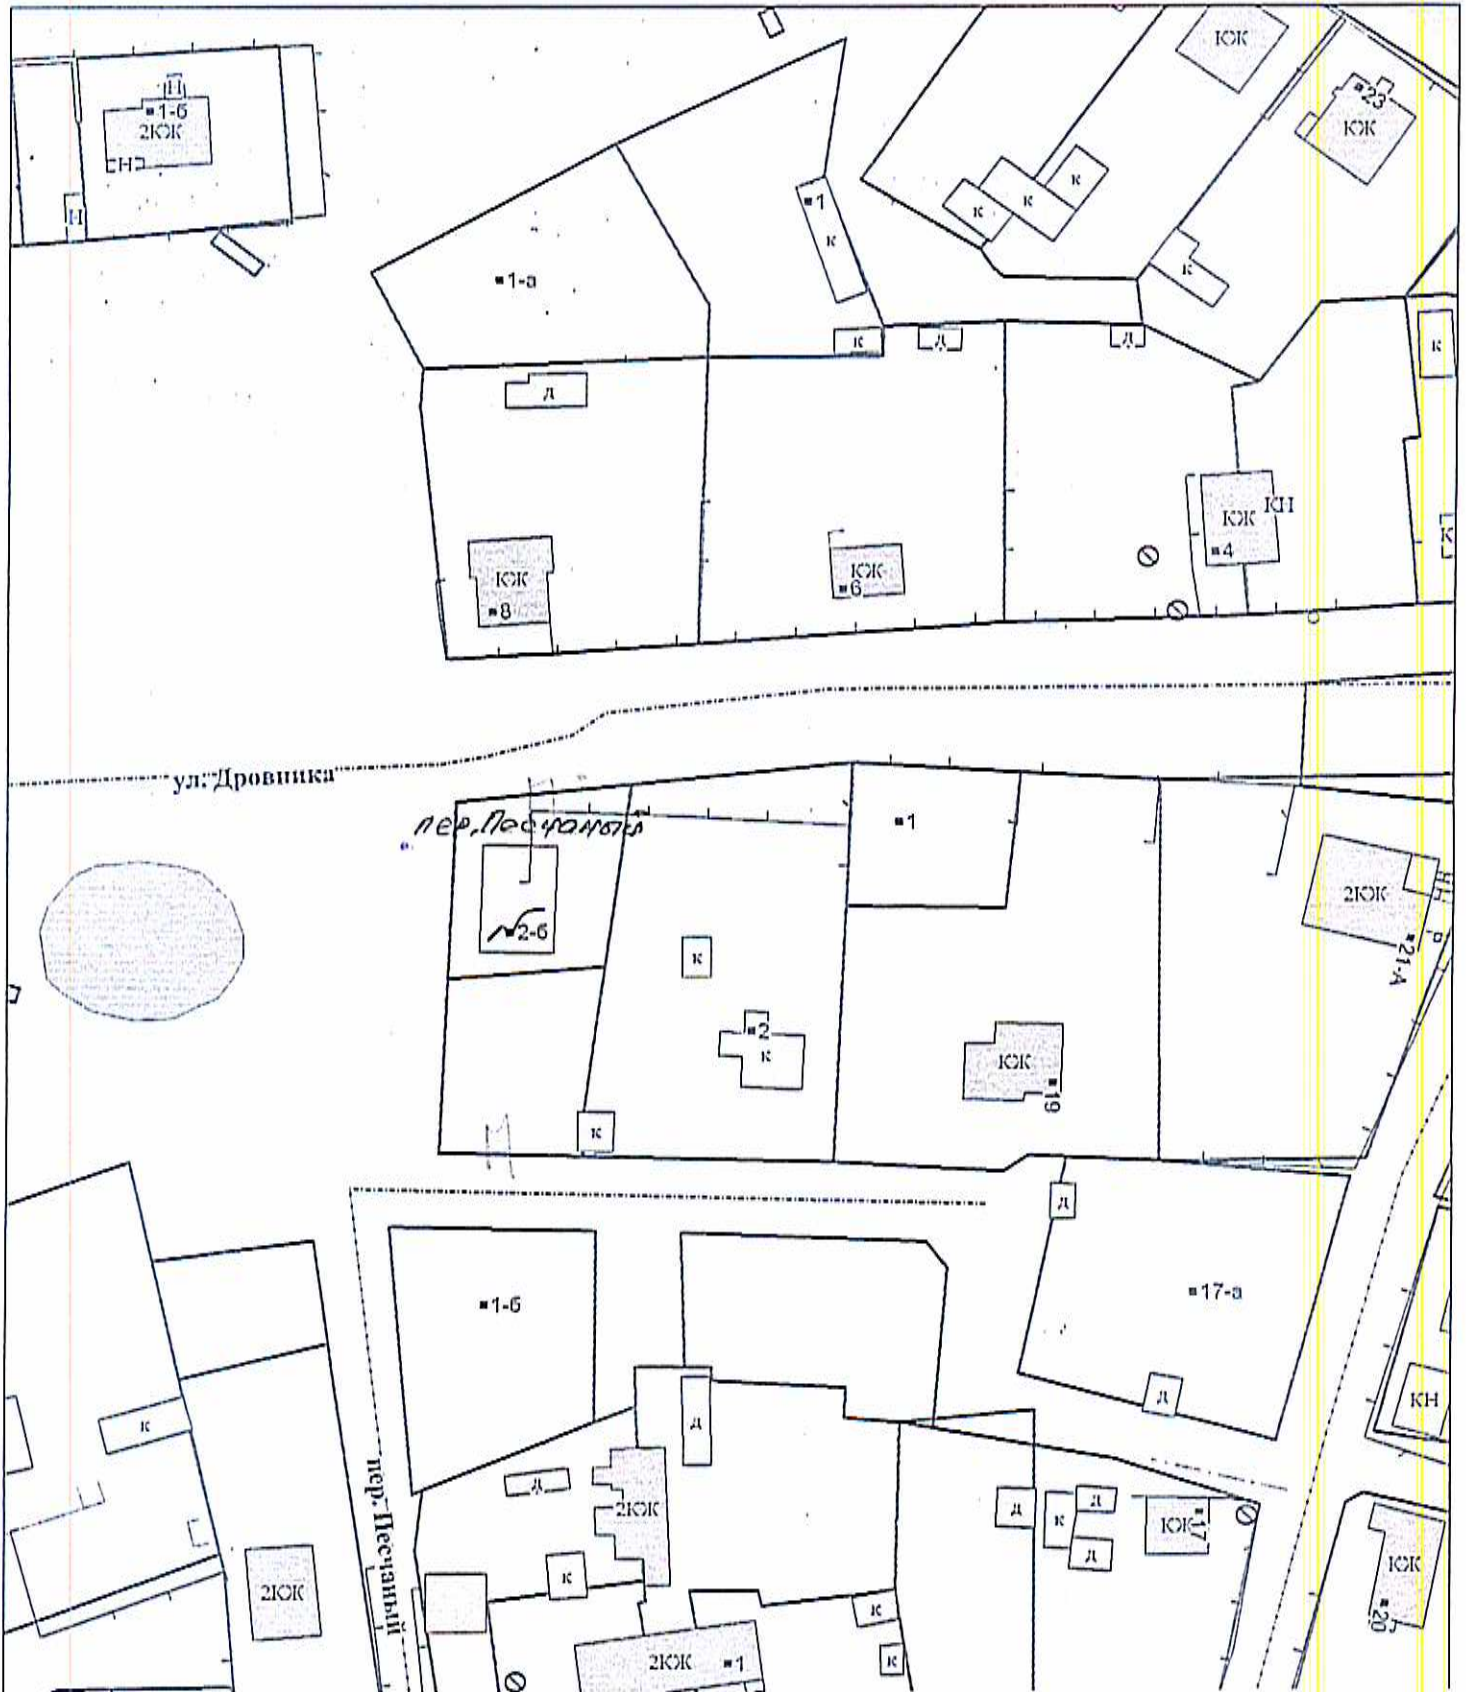 КЖ
23
КЖ
Н
1-б
2КЖ
Н
Н
к
к
к
1
к
к
1-а
к
д
д
к
д
КЖ
КН
4
К
КЖ
8
КЖ
6
ул. Дровника
пер. Песчаный
1
2КЖ
21-А
2-б
к
2
к
КЖ
19
к
д
1-б
17-а
д
КН
к
д
пер. Песчаный
д
2КЖ
д
к
д
д
КЖ
17
КЖ
20
2КЖ
к
к
2КЖ
1
к